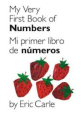 My Very
First Book of
Numbers
Mi primer libro
de números
by Eric Carle